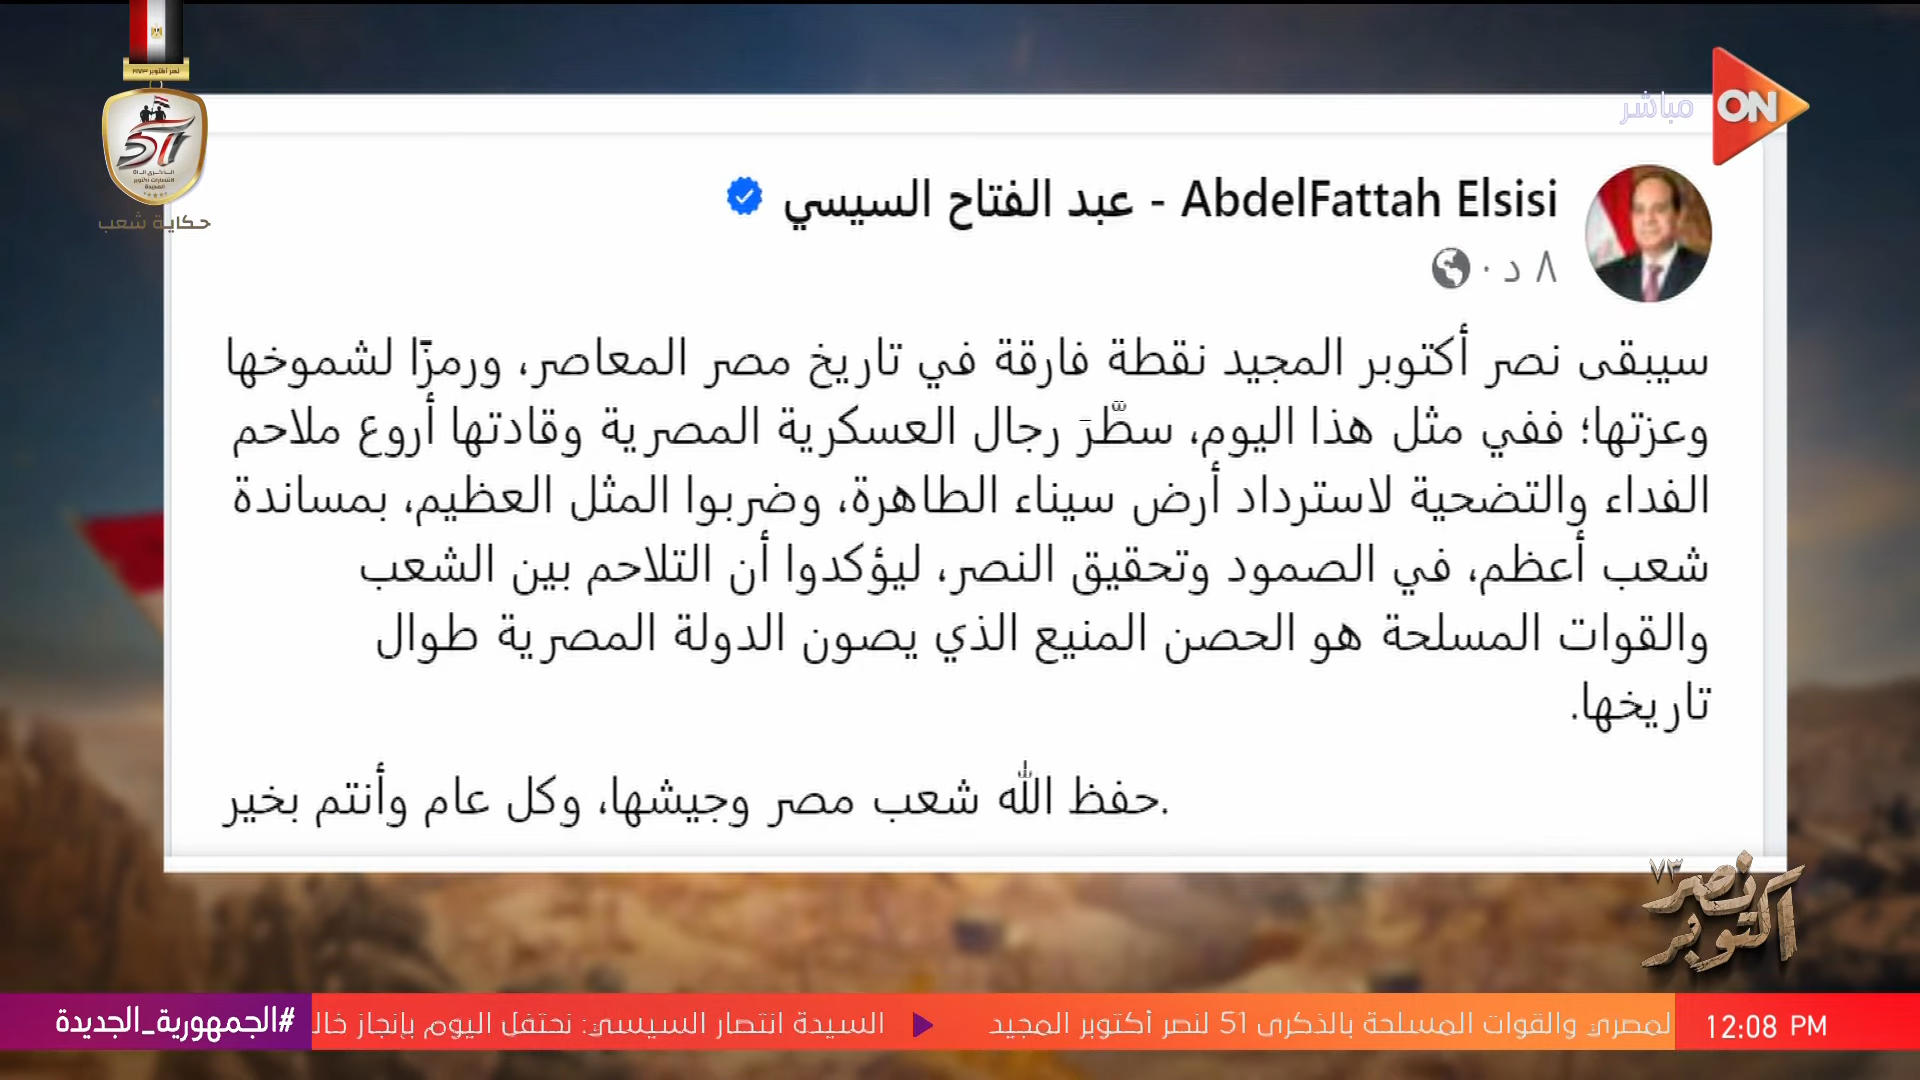 نصر أكتوبر ١٩٧٣
حكاية شعب
مباشر
ON
AbdelFattah Elsisi - عبد الفتاح السيسي
٨ د ·
سيبقى نصر أكتوبر المجيد نقطة فارقة في تاريخ مصر المعاصر، ورمزًا لشموخها
وعزتها؛ ففي مثل هذا اليوم، سطَّرَ رجال العسكرية المصرية وقادتها أروع ملاحم
الفداء والتضحية لاسترداد أرض سيناء الطاهرة، وضربوا المثل العظيم، بمساندة
شعب أعظم، في الصمود وتحقيق النصر، ليؤكدوا أن التلاحم بين الشعب
والقوات المسلحة هو الحصن المنيع الذي يصون الدولة المصرية طوال
تاريخها.
.حفظ الله شعب مصر وجيشها، وكل عام وأنتم بخير
نصر
٧٣
أكتوبر
12:08 PM
لمصري والقوات المسلحة بالذكرى 51 لنصر أكتوبر المجيد
السيدة انتصار السيسي: نحتفل اليوم بإنجاز خال
#الجمهورية_الجديدة